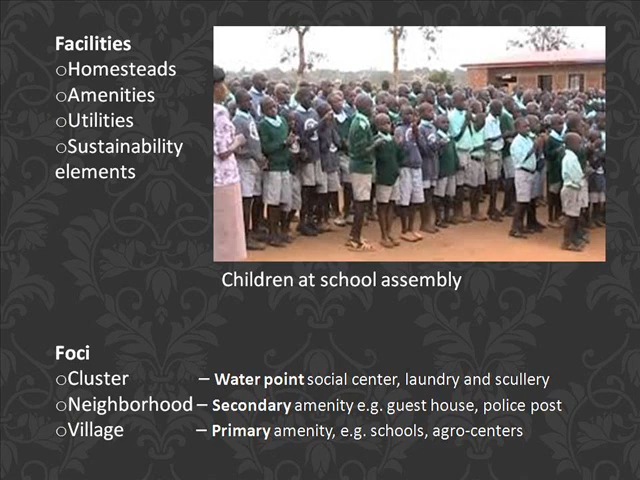 Facilities
oHomesteads
oAmenities
oUtilities
oSustainability
elements
Children at school assembly
Foci
oCluster – Water point social center, laundry and scullery
oNeighborhood – Secondary amenity e.g. guest house, police post
oVillage – Primary amenity, e.g. schools, agro-centers